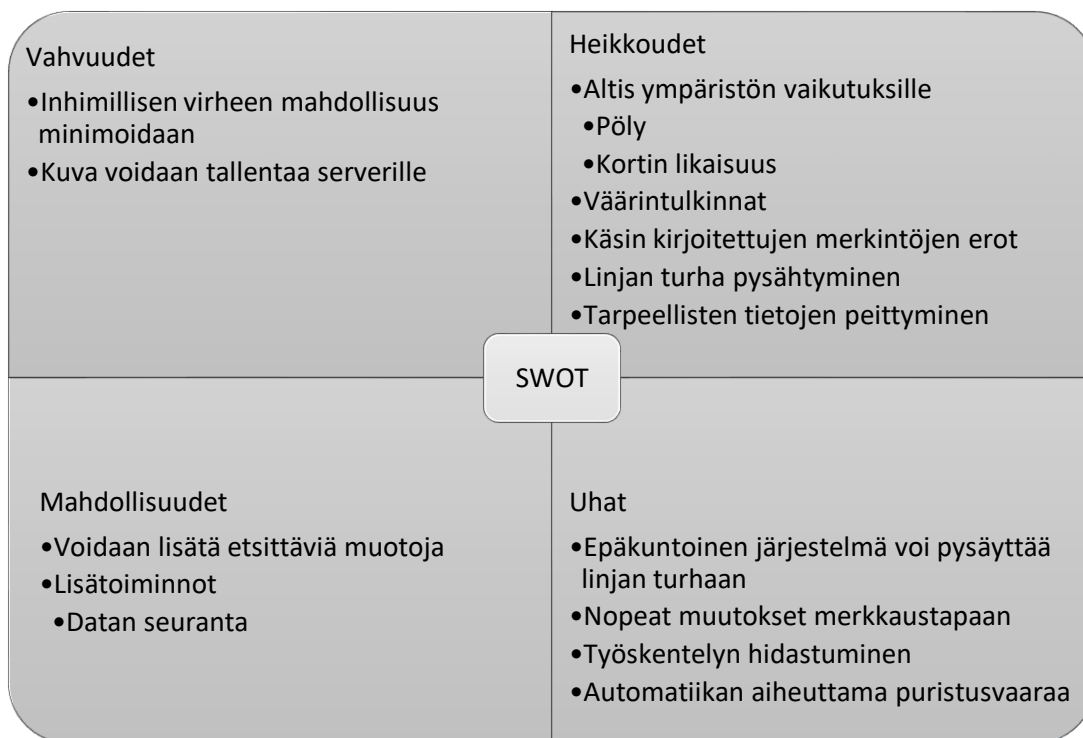 Vahvuudet
•Inhimillisen virheen mahdollisuus
minimoidaan
•Kuva voidaan tallentaa serverille
Heikkoudet
•Altis ympäristön vaikutuksille
•Pöly
•Kortin likaisuus
•Väärintulkinnat
•Käsin kirjoitettujen merkintöjen erot
•Linjan turha pysähtyminen
•Tarpeellisten tietojen peittyminen
SWOT
Mahdollisuudet
•Voidaan lisätä etsittäviä muotoja
•Lisätoiminnot
•Datan seuranta
Uhat
•Epäkuntoinen järjestelmä voi pysäyttää
linjan turhaan
•Nopeat muutokset merkkaustapaan
•Työskentelyn hidastuminen
•Automatiikan aiheuttama puristusvaaraa